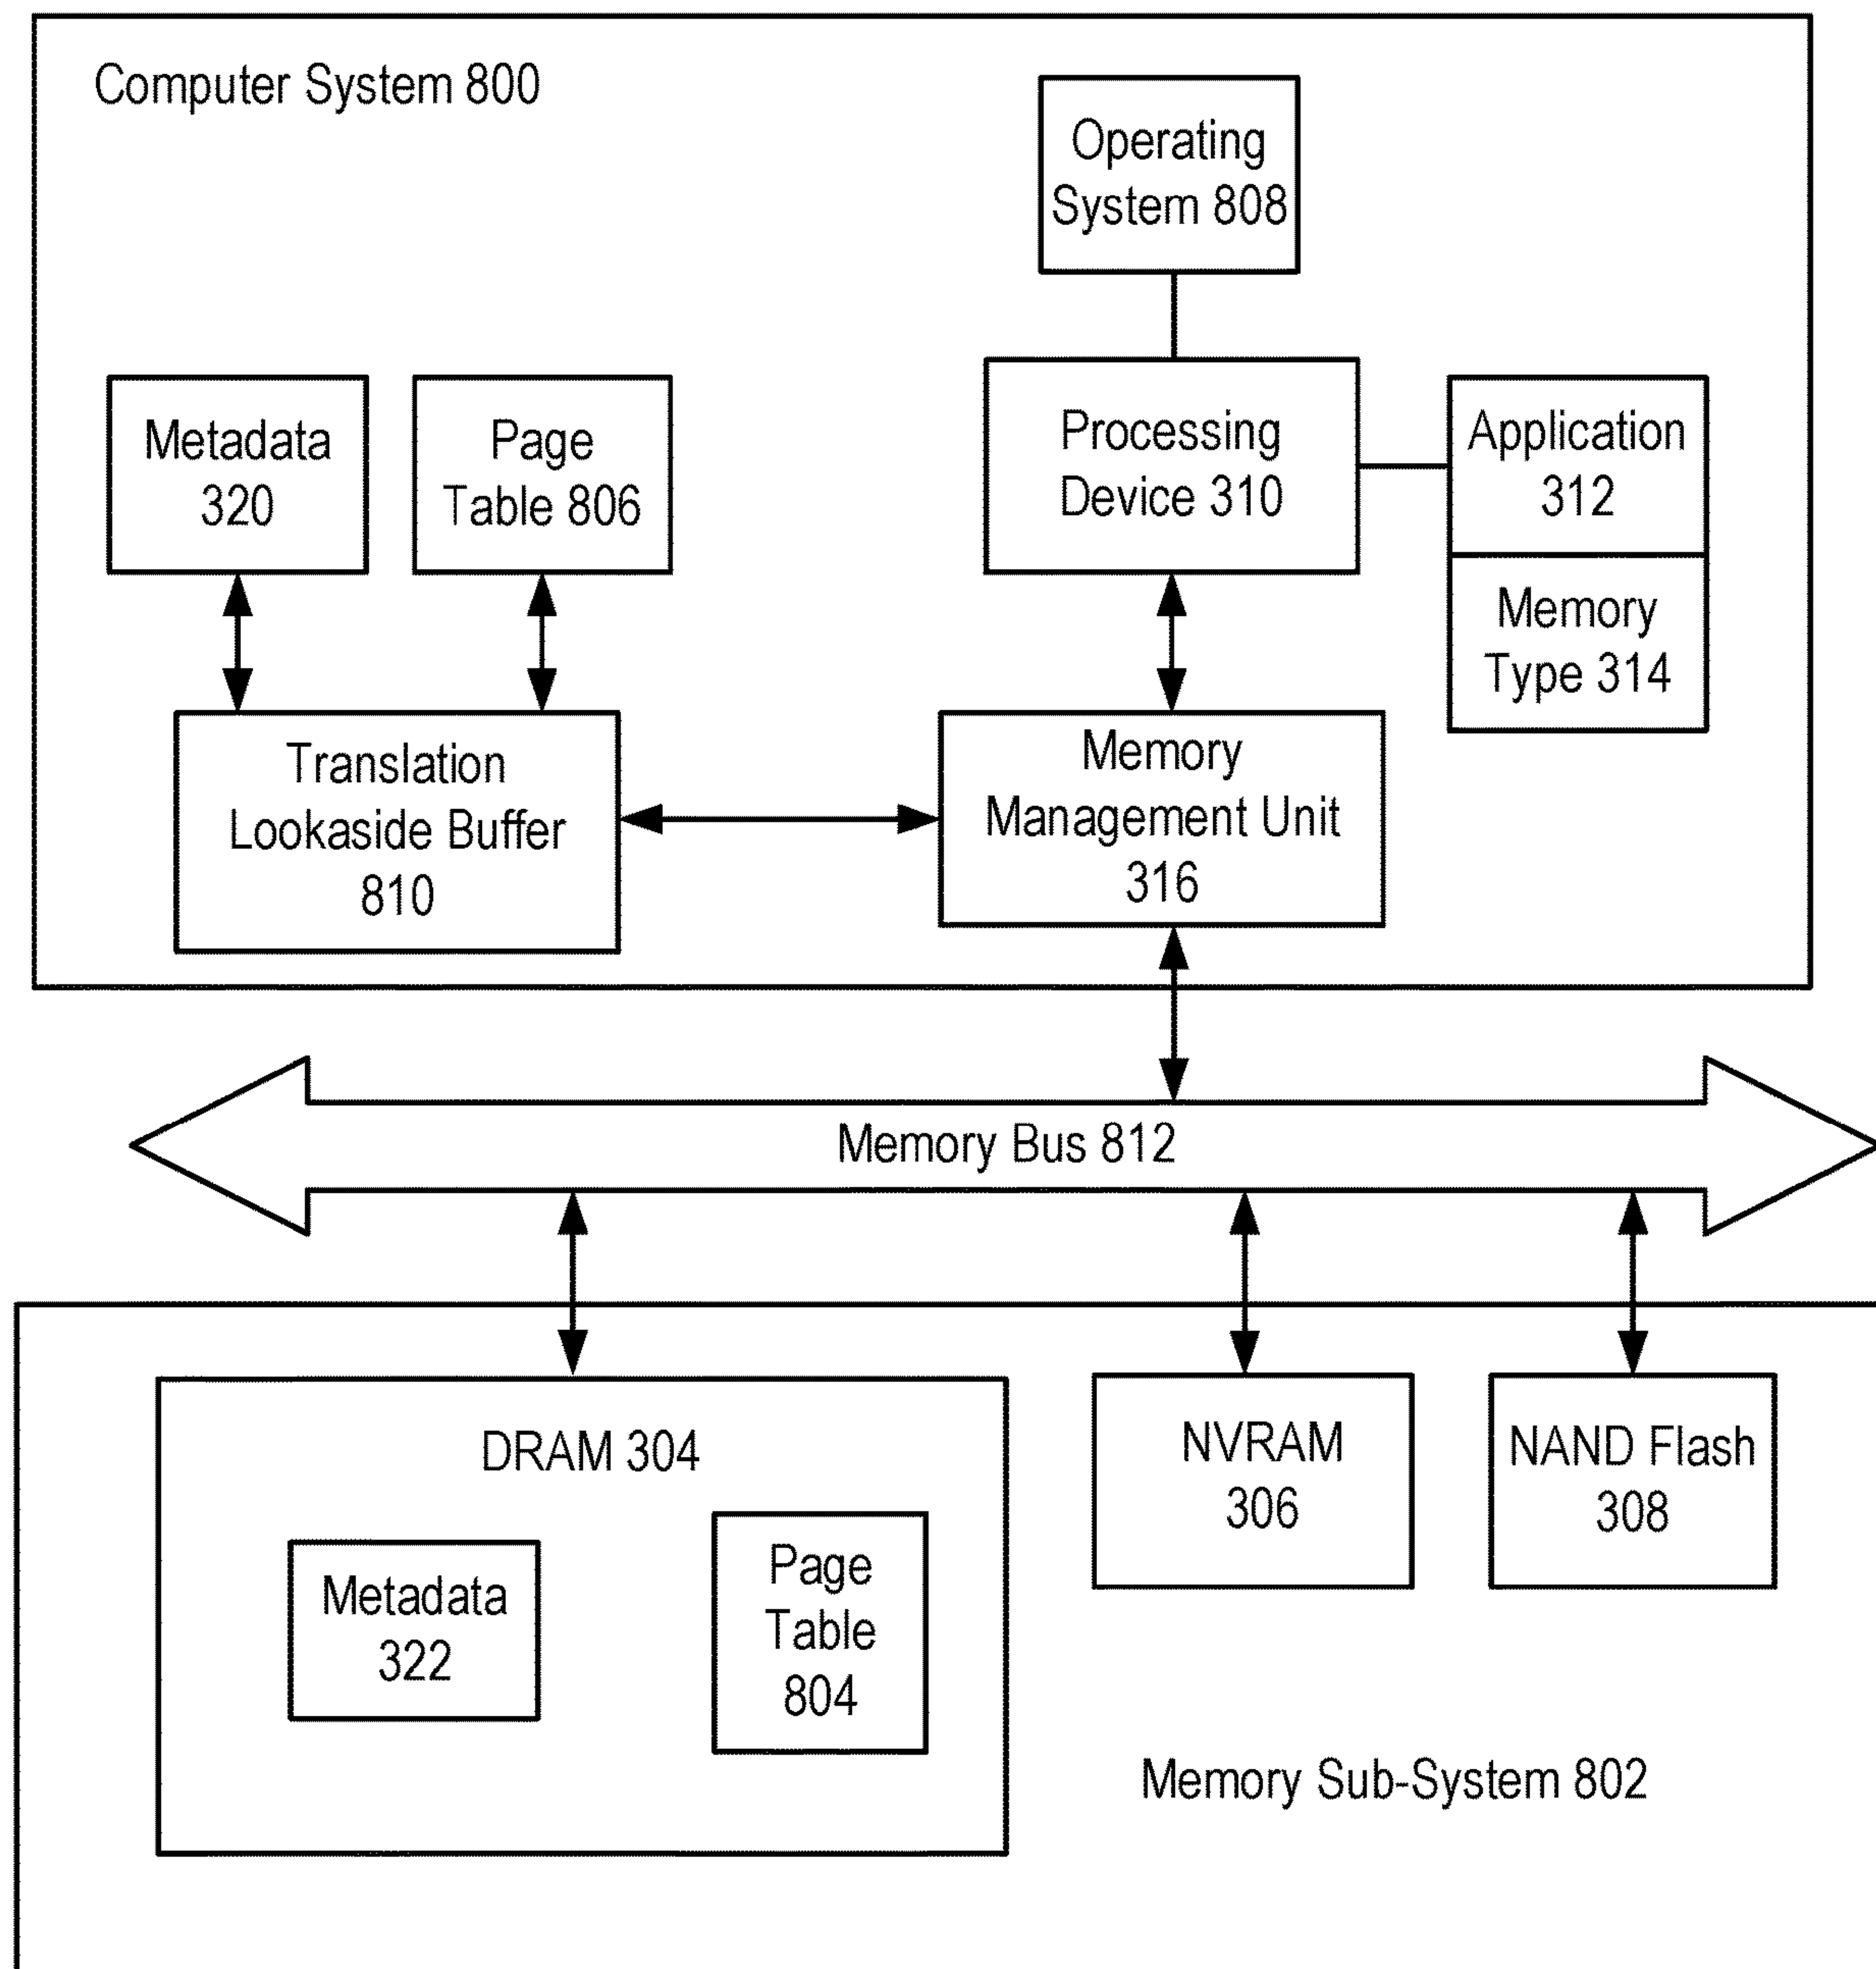 Computer System 800
Operating
System 808
Metadata
320
Page
Table 806
Processing
Device 310
Application
312
Memory
Type 314
Translation
Lookaside Buffer
810
Memory
Management Unit
316
Memory Bus 812
DRAM 304
Metadata
322
Page
Table
804
NVRAM
306
NAND Flash
308
Memory Sub-System 802